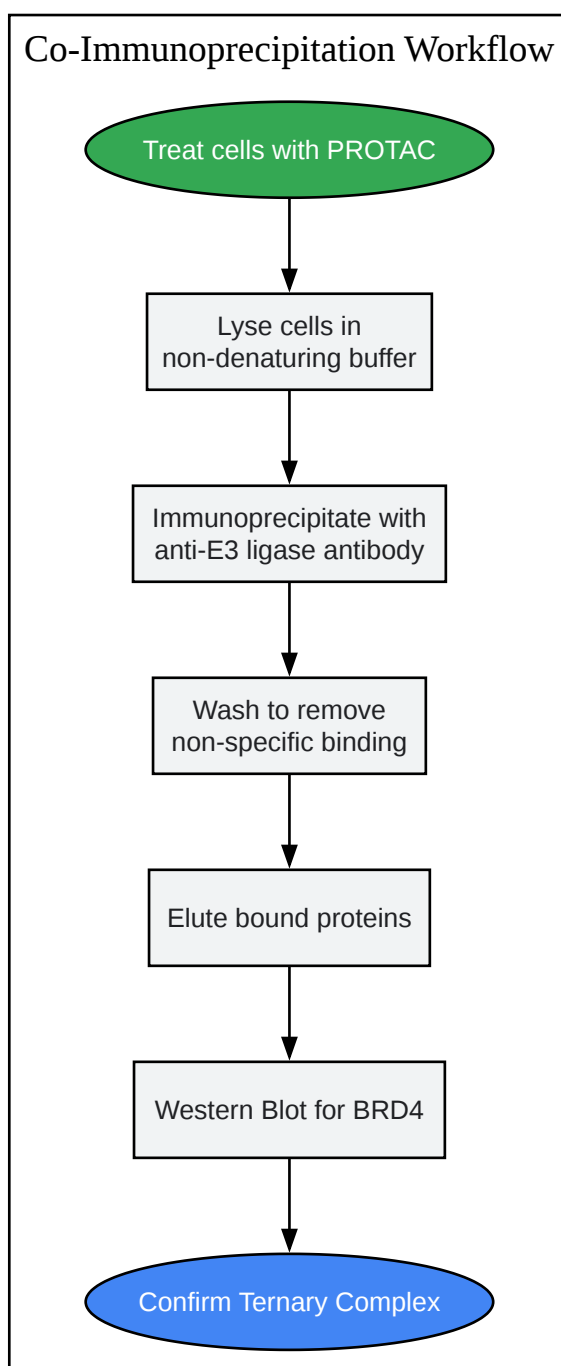 Co-Immunoprecipitation Workflow
Treat cells with PROTAC
Lyse cells in
non-denaturing buffer
Immunoprecipitate with
anti-E3 ligase antibody
Wash to remove
non-specific binding
Elute bound proteins
Western Blot for BRD4
Confirm Ternary Complex